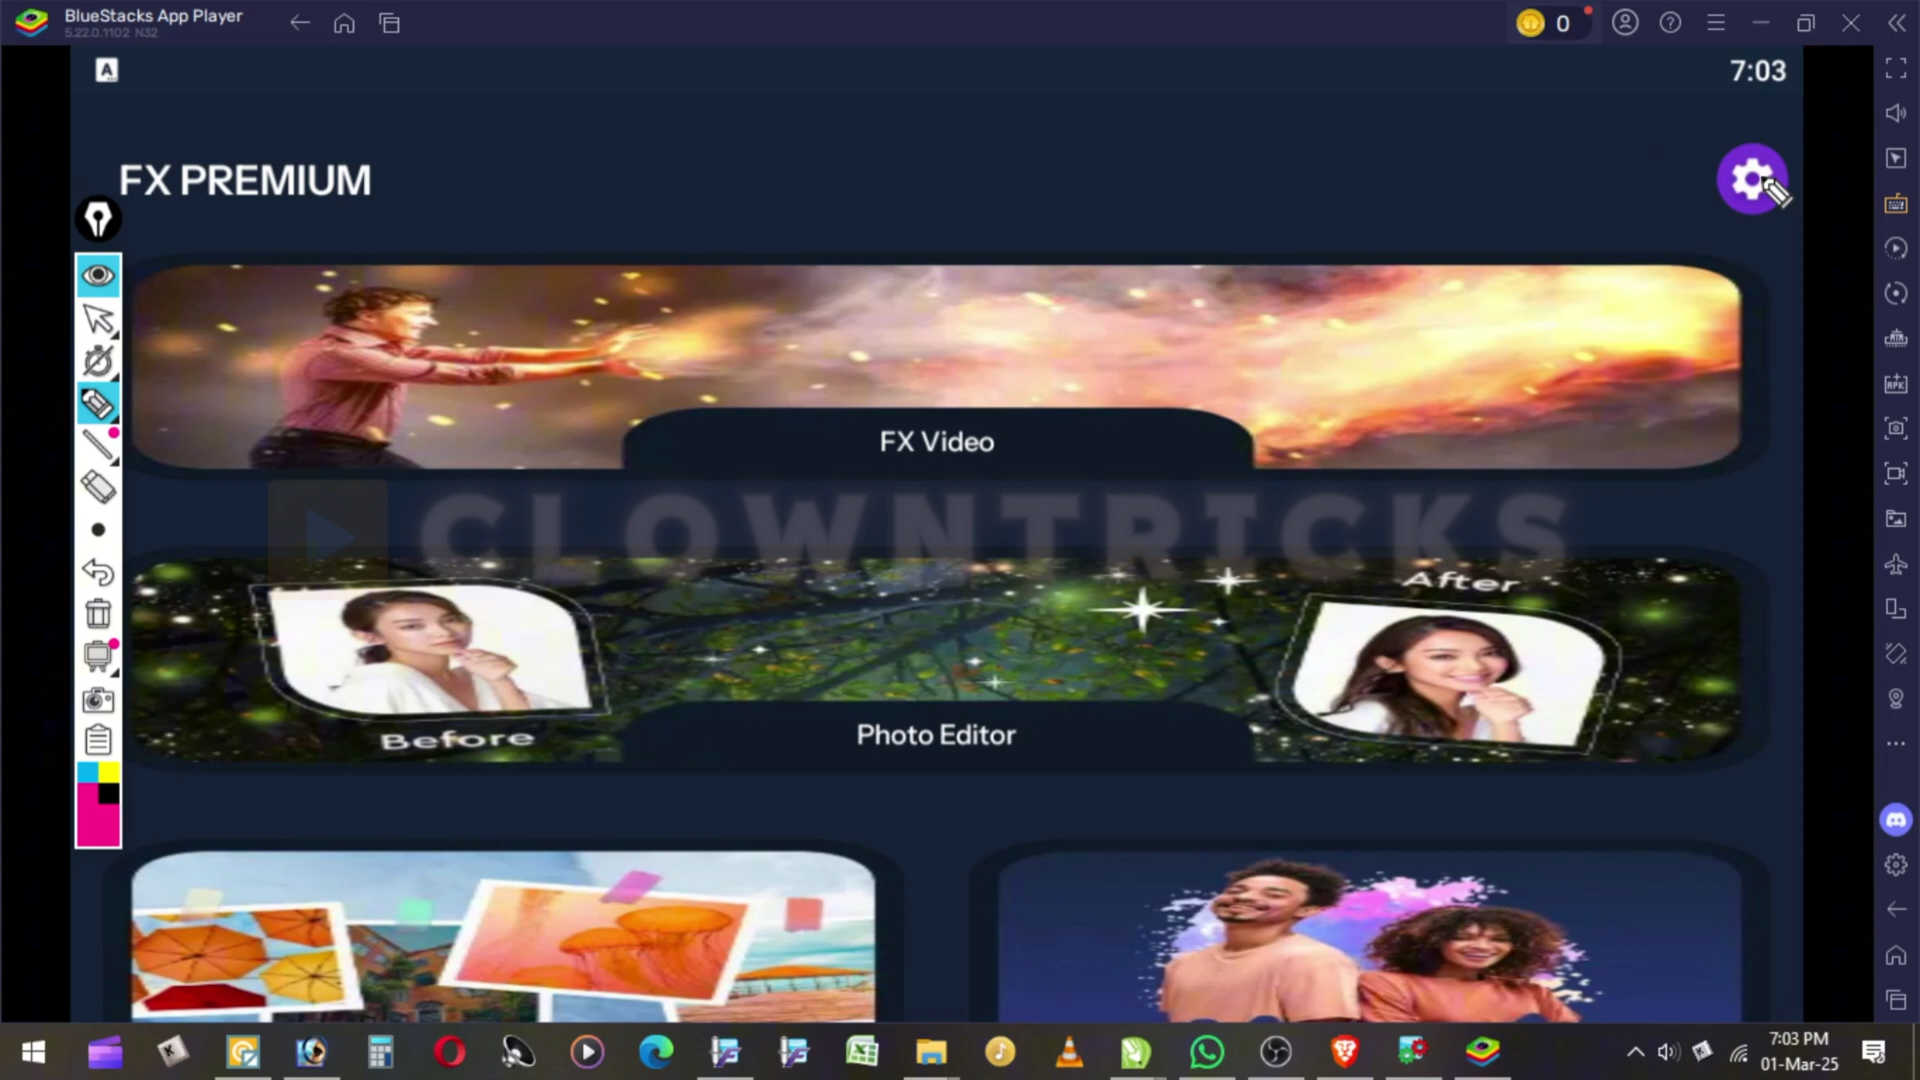 BlueStacks App Player
5.22.0.1102 N32
0
A
7:03
FX PREMIUM
FX Video
CLOWNTRICKS
After
Before
Photo Editor
APK
K
7:03 PM
01-Mar-25